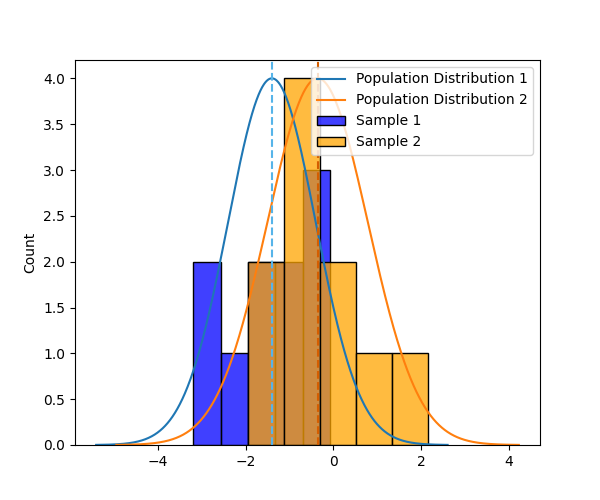 Population Distribution 1
Population Distribution 2
Sample 1
Sample 2
Count
4.0
3.5
3.0
2.5
2.0
1.5
1.0
0.5
0.0
−4 −2 0 2 4